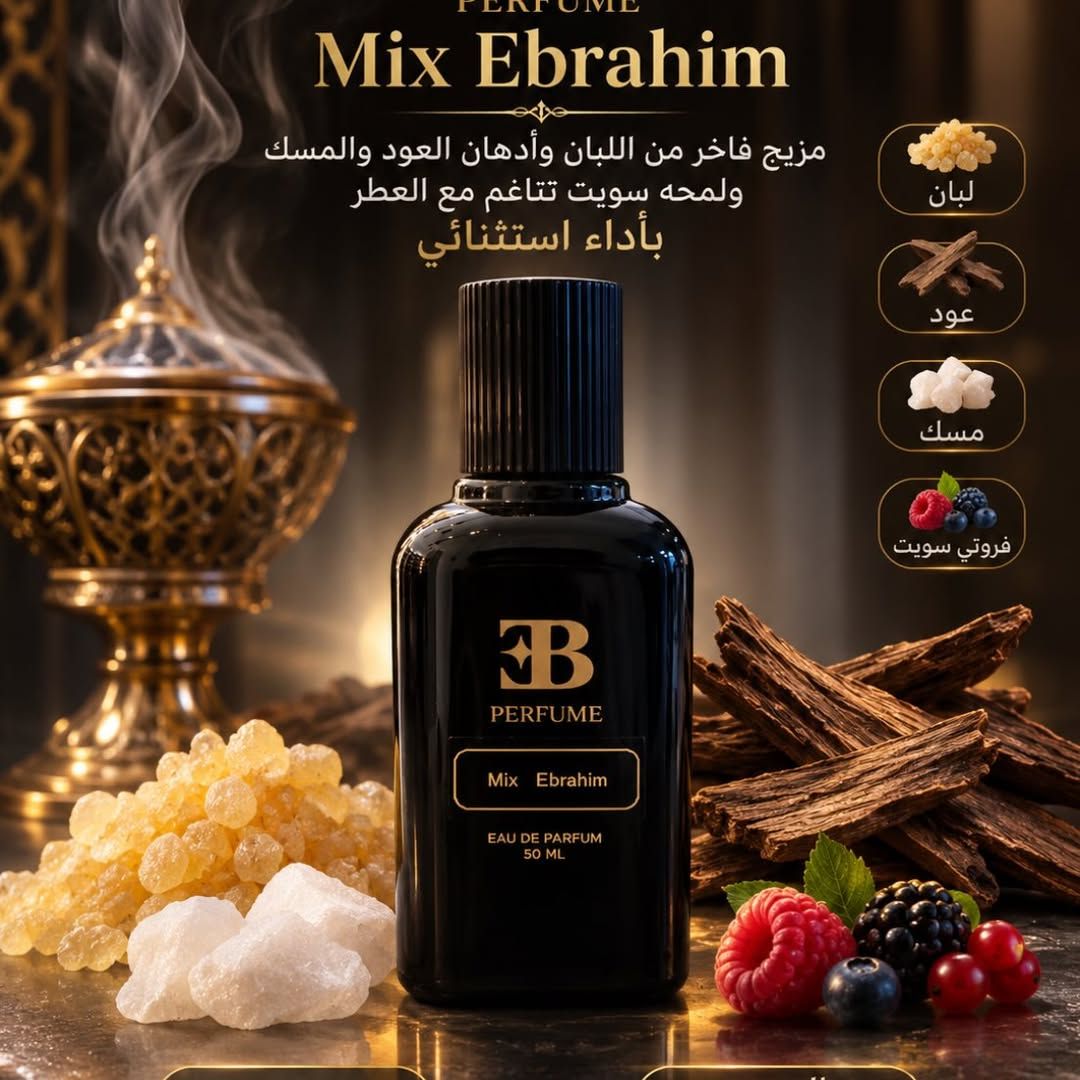 PERFUME
Mix Ebrahim
مزيج فاخر من اللبان وأدهان العود والمسك
ولمحه سويت تتاغم مع العطر
بأداء استثنائي
لبان
عود
مسك
فروتي سويت
EB
PERFUME
Mix Ebrahim
EAU DE PARFUM
50 ML